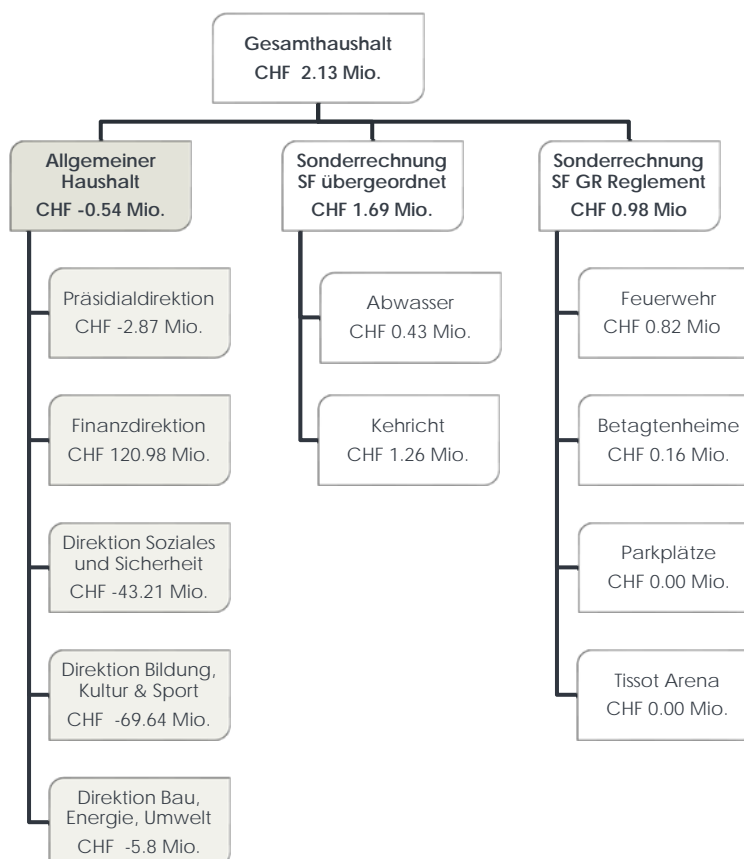 Gesamthaushalt
CHF  2.13 Mio.
Allgemeiner
Haushalt
CHF -0.54 Mio.
Präsidialdirektion
CHF -2.87 Mio.
Finanzdirektion
CHF 120.98 Mio.
Direktion Soziales
und Sicherheit
CHF -43.21 Mio.
Direktion Bildung,
Kultur & Sport
CHF  -69.64 Mio.
Direktion Bau,
Energie, Umwelt
CHF  -5.8 Mio.
Sonderrechnung
SF übergeordnet
CHF 1.69 Mio.
Abwasser
CHF 0.43 Mio.
Kehricht
CHF 1.26 Mio.
Sonderrechnung
SF GR Reglement
CHF 0.98 Mio
Feuerwehr
CHF 0.82 Mio
Betagtenheime
CHF 0.16 Mio.
Parkplätze
CHF 0.00 Mio.
Tissot Arena
CHF 0.00 Mio.